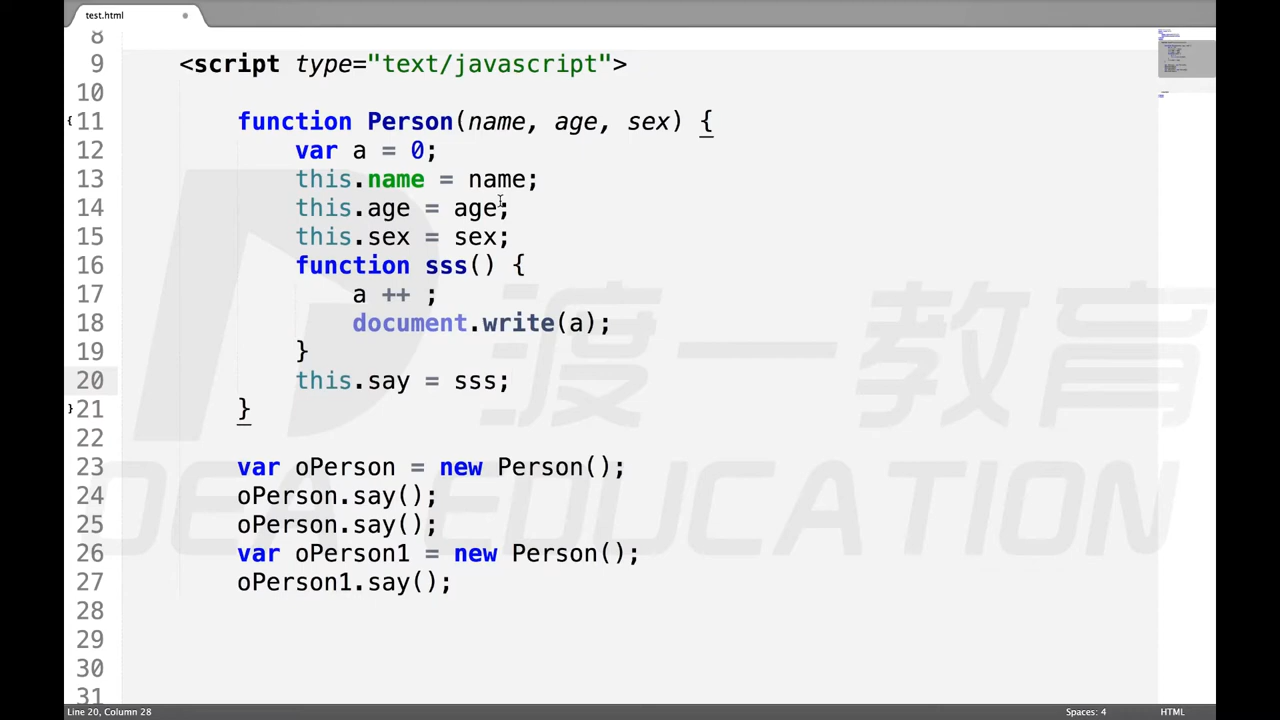 test.html
8
9 <script type="text/javascript">
10
11 function Person(name, age, sex) {
12 var a = 0;
13 this.name = name;
14 this.age = age;
15 this.sex = sex;
16 function sss() {
17 a ++ ;
18 document.write(a);
19 }
20 this.say = sss;
21 }
22
23 var oPerson = new Person();
24 oPerson.say();
25 oPerson.say();
26 var oPerson1 = new Person();
27 oPerson1.say();
28
29
30
31
渡一教育
DEA EDUCATION
Line 20, Column 28
Spaces: 4
HTML